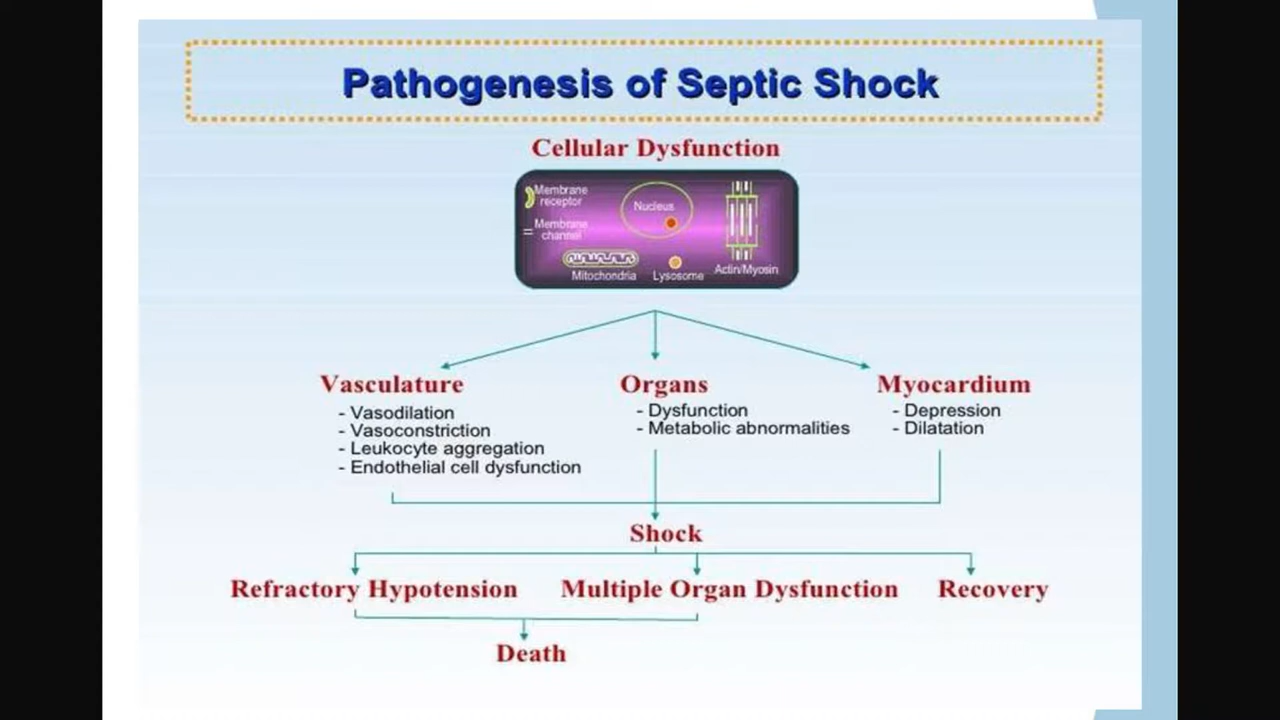 Pathogenesis of Septic Shock
Cellular Dysfunction
Membrane
receptor
Nucleus
Membrane
channel
Mitochondria
Lysosome
Actin/Myosin
Vasculature
- Vasodilation
- Vasoconstriction
- Leukocyte aggregation
- Endothelial cell dysfunction
Organs
- Dysfunction
- Metabolic abnormalities
Myocardium
- Depression
- Dilatation
Shock
Refractory Hypotension
Multiple Organ Dysfunction
Recovery
Death